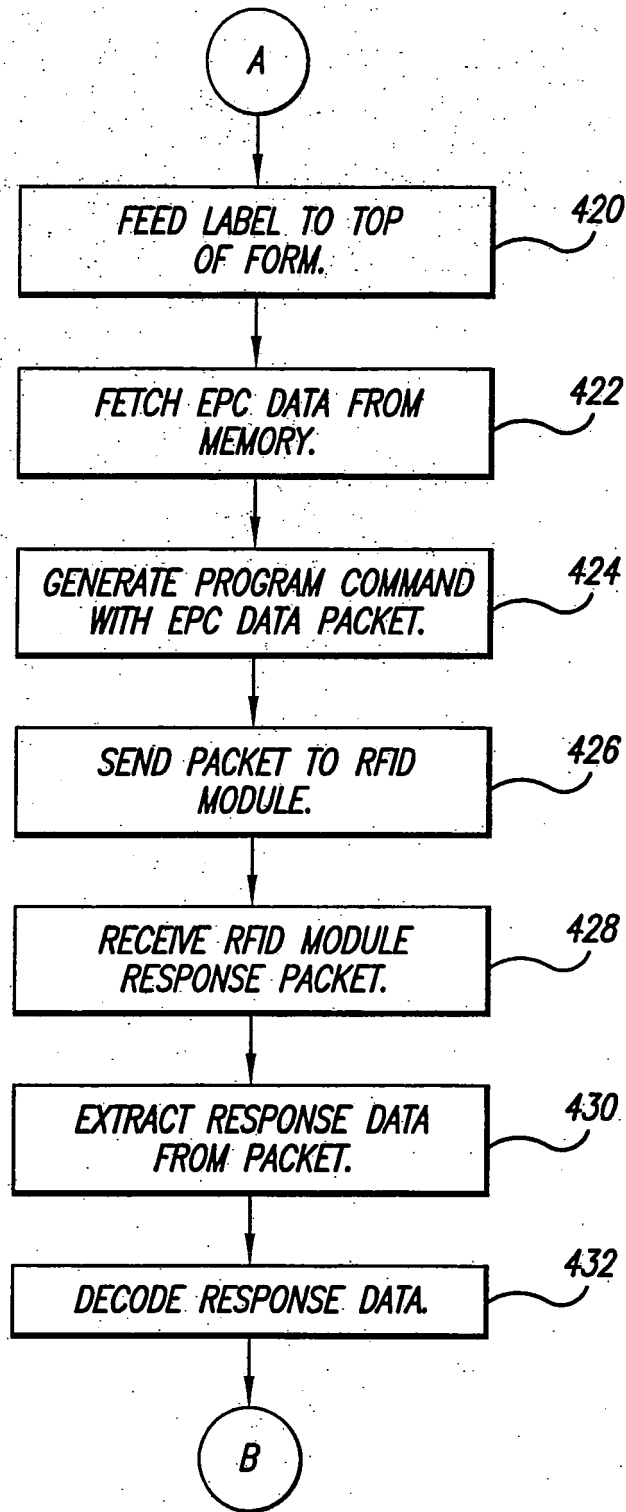 A
FEED LABEL TO TOP
OF FORM.
420
FETCH EPC DATA FROM
MEMORY.
422
GENERATE PROGRAM COMMAND
WITH EPC DATA PACKET.
424
SEND PACKET TO RFID
MODULE.
426
RECEIVE RFID MODULE
RESPONSE PACKET.
428
EXTRACT RESPONSE DATA
FROM PACKET.
430
DECODE RESPONSE DATA.
432
B